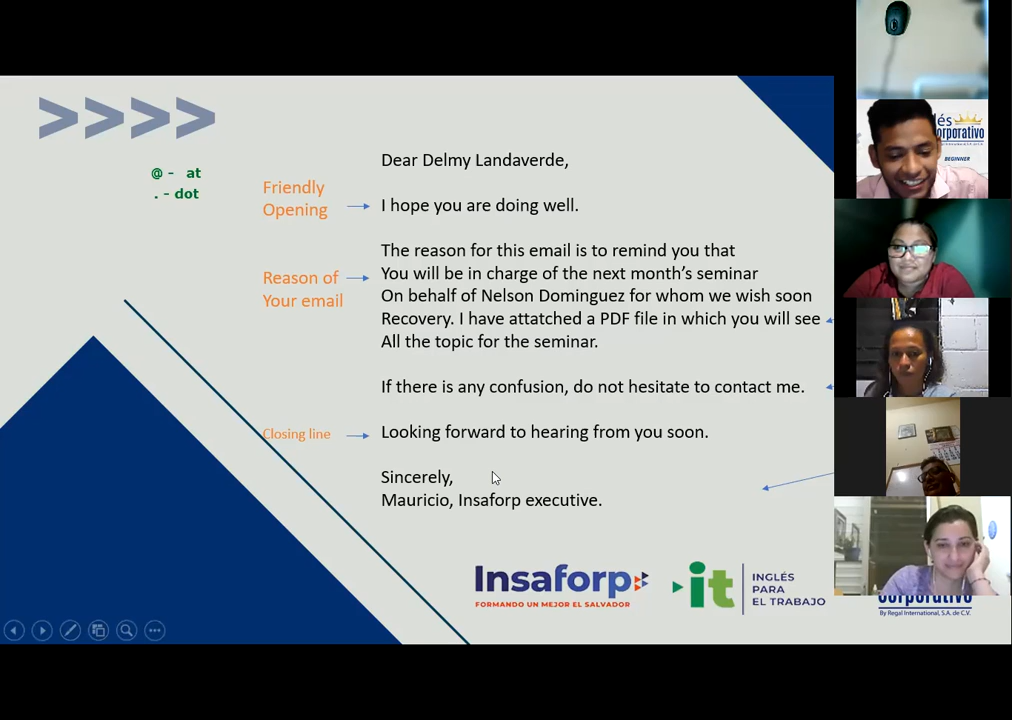 >>>>
@ - at
. - dot
Dear Delmy Landaverde,
Friendly
Opening
I hope you are doing well.
Reason of
Your email
The reason for this email is to remind you that
You will be in charge of the next month's seminar
On behalf of Nelson Dominguez for whom we wish soon
Recovery. I have attatched a PDF file in which you will see
All the topic for the seminar.
If there is any confusion, do not hesitate to contact me.
Closing line
Looking forward to hearing from you soon.
Sincerely,
Mauricio, Insaforp executive.
Insaforp
FORMANDO UN MEJOR EL SALVADOR
it
INGLÉS
PARA
EL TRABAJO
Corporativo
By Regal International, S.A. de C.V.
és
orporativo
BEGINNER